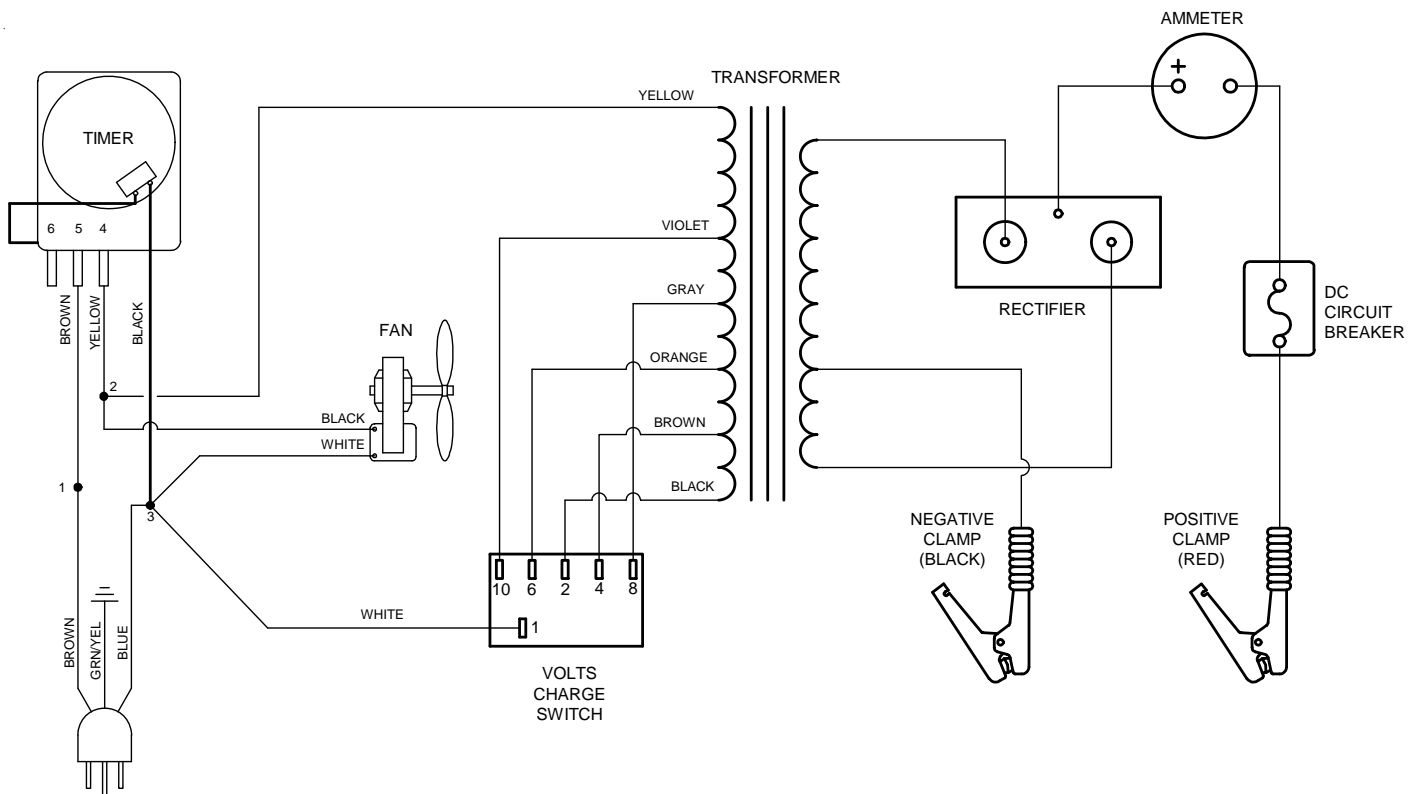 AMMETER
+
TRANSFORMER
YELLOW
TIMER
6 5 4
VIOLET
GRAY
ORANGE
BROWN
BLACK
RECTIFIER
DC
CIRCUIT
BREAKER
BROWN
YELLOW
BLACK
FAN
2
BLACK
WHITE
1
3
NEGATIVE
CLAMP
(BLACK)
POSITIVE
CLAMP
(RED)
10 6 2 4 8
WHITE
1
BROWN
GRN/YEL
BLUE
VOLTS
CHARGE
SWITCH